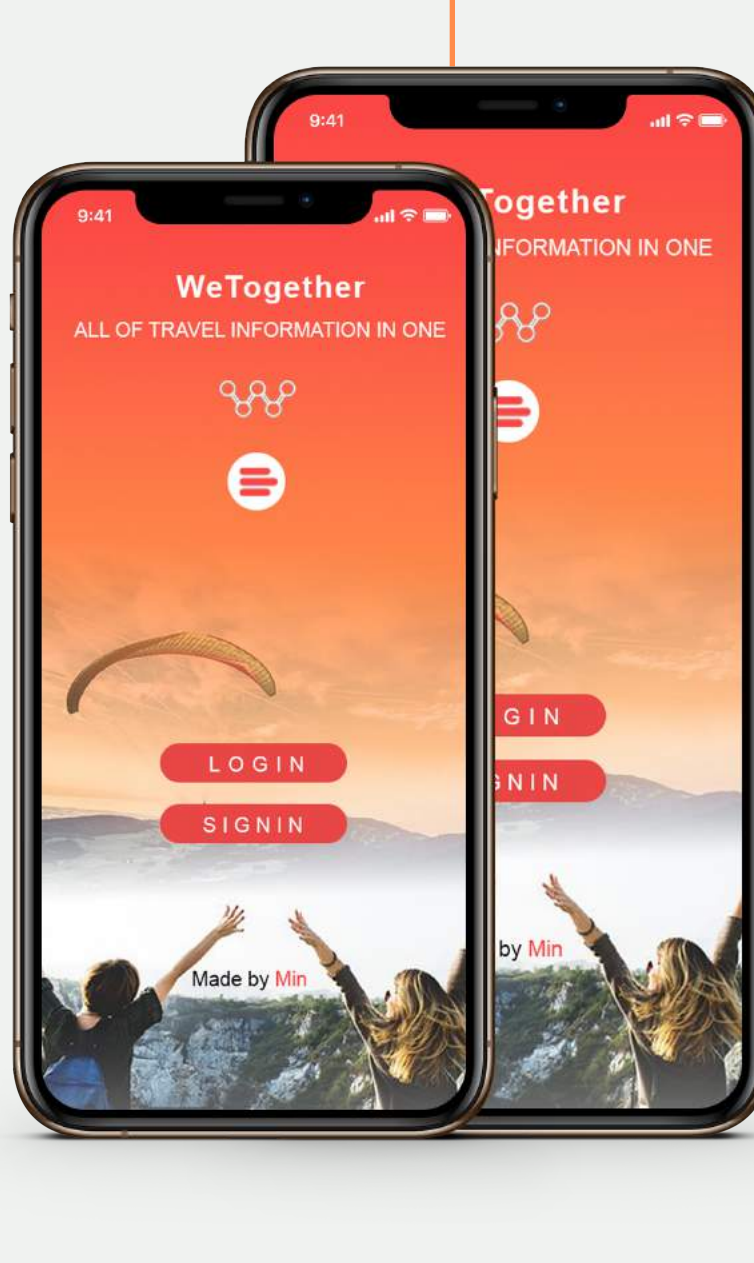 9:41
WeTogether
ALL OF TRAVEL INFORMATION IN ONE
LOGIN
SIGNIN
Made by Min
9:41
Together
NFORMATION IN ONE
GIN
GNIN
by Min